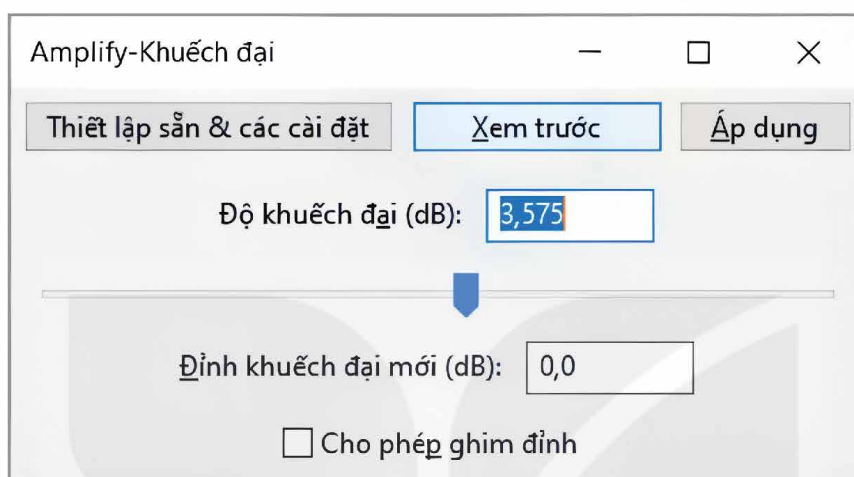 Amplify-Khuếch đại
Thiết lập sẵn & các cài đặt Xem trước Áp dụng
Độ khuếch đại (dB): 3,575
Đỉnh khuếch đại mới (dB): 0,0
Cho phép ghim đỉnh